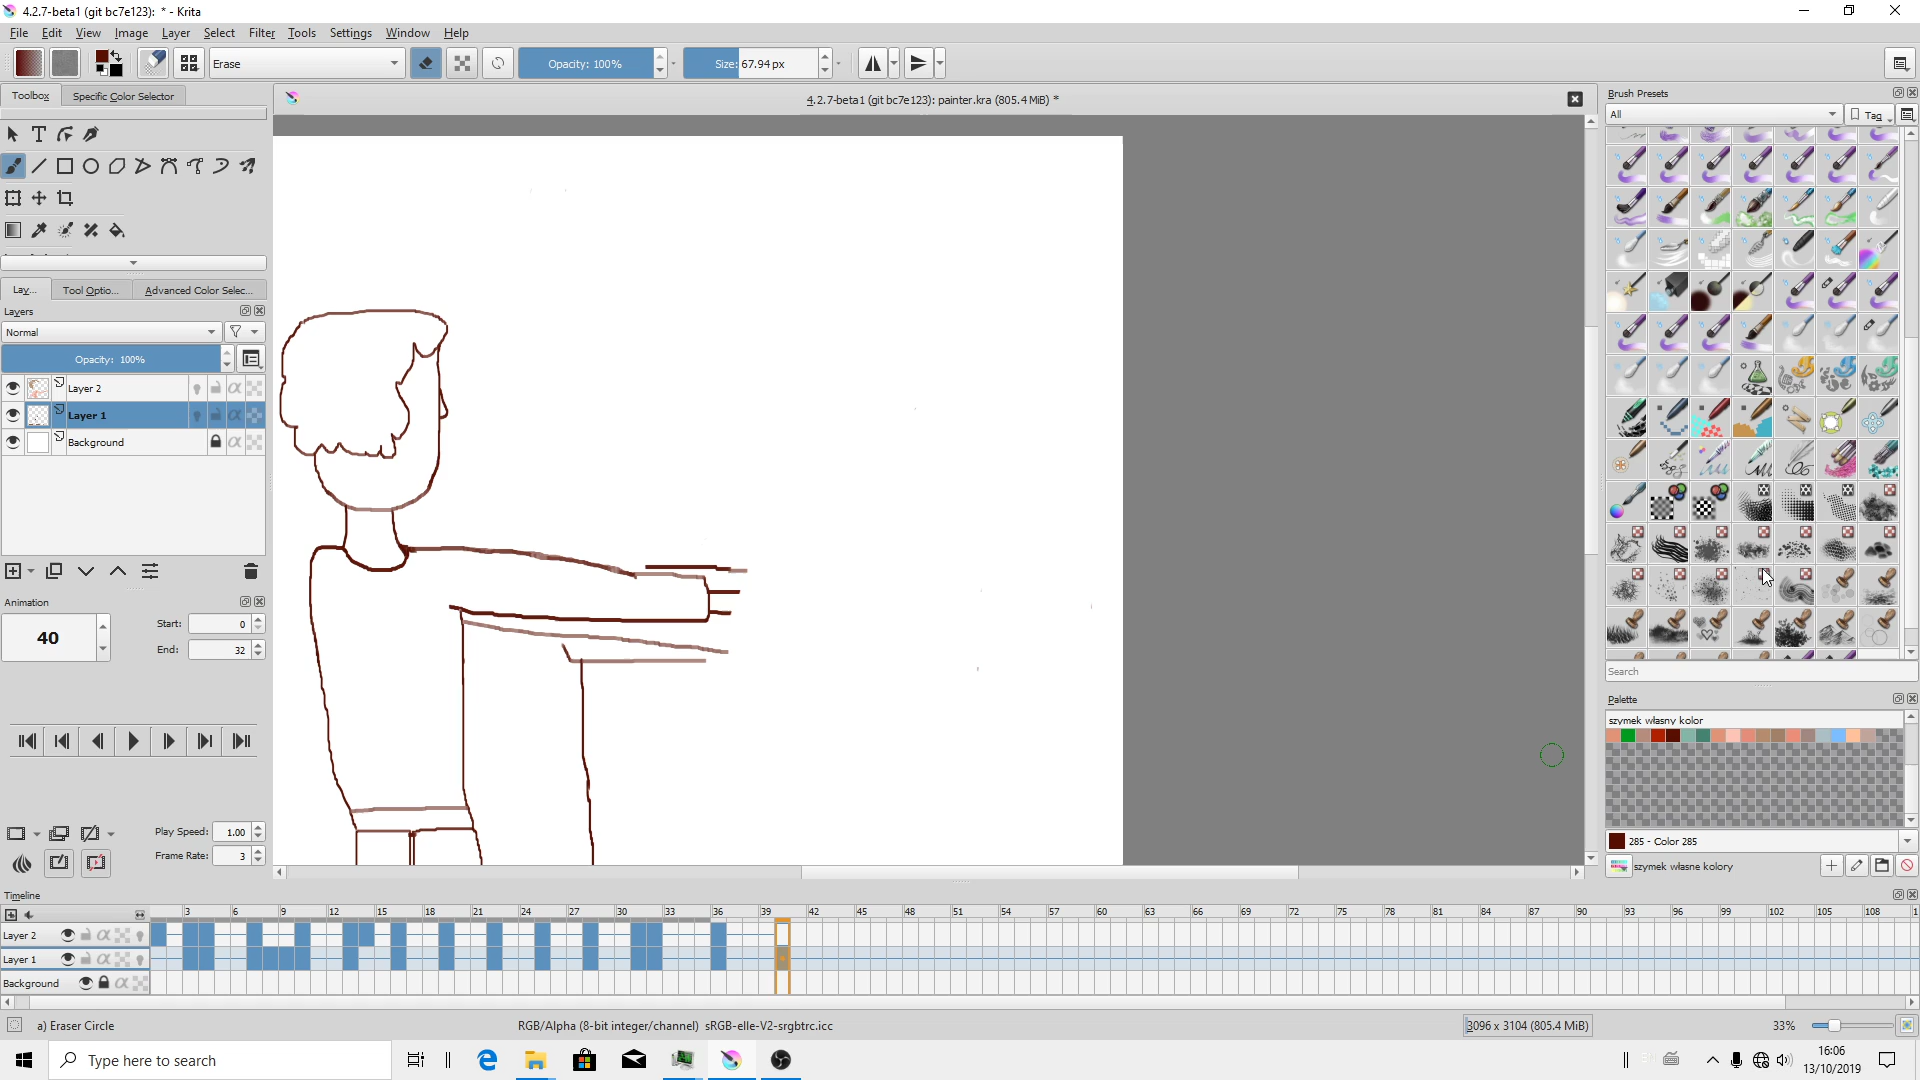 4.2.7-beta1 (git bc7e123):  * - Krita
File Edit View Image Layer Select Filter Tools Settings Window Help
Erase
Opacity: 100%
Size: 67.94 px
Toolbox
Specific Color Selector
4.2.7-beta1 (git bc7e123): painter.kra (805.4 MiB) *
Brush Presets
All
Tag
Lay...
Tool Optio...
Advanced Color Selec...
Layers
Normal
Opacity: 100%
Layer 2
Layer 1
Background
Animation
40
Start: 0
End: 32
Play Speed: 1.00
Frame Rate: 3
Search
Palette
szymek własny kolor
285 - Color 285
szymek własne kolory
Timeline
3 6 9 12 15 18 21 24 27 30 33 36 39 42 45 48 51 54 57 60 63 66 69 72 75 78 81 84 87 90 93 96 99 102 105 108
Layer 2
Layer 1
Background
a) Eraser Circle
RGB/Alpha (8-bit integer/channel) sRGB-elle-V2-srgbtrc.icc
3096 x 3104 (805.4 MiB)
33%
Type here to search
16:06
13/10/2019